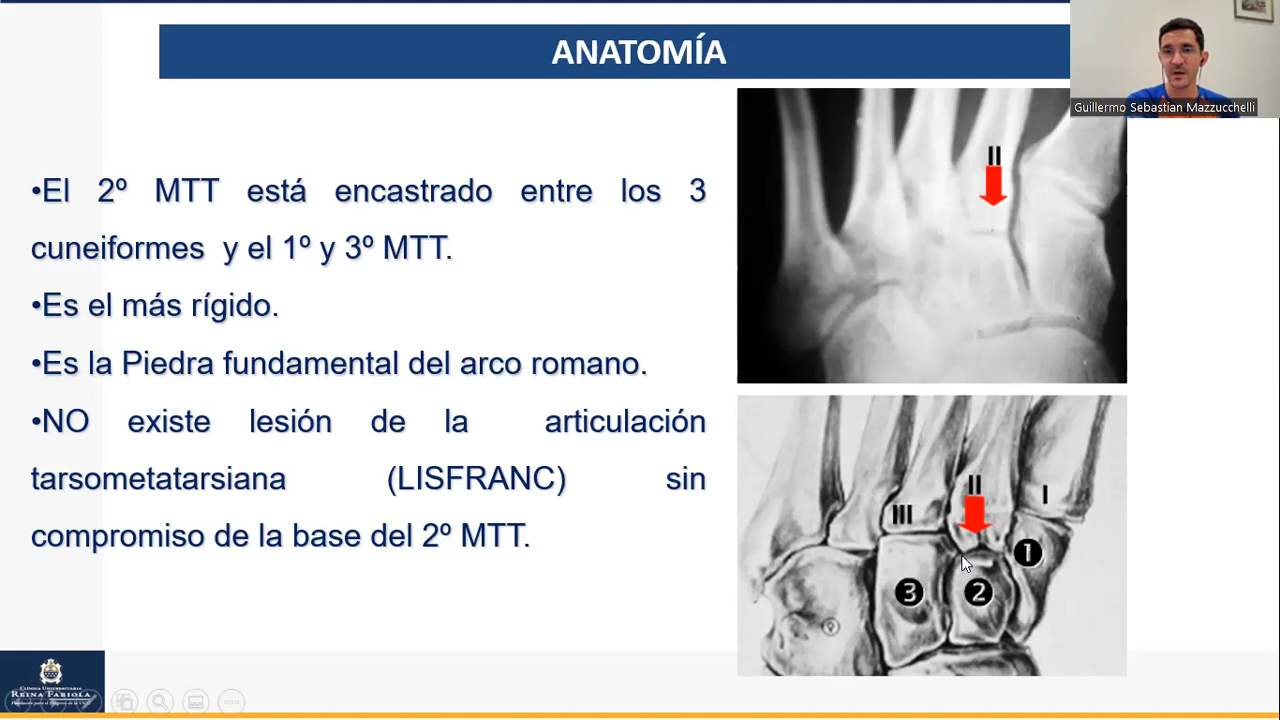 ANATOMÍA
Guillermo Sebastian Mazzucchelli
•El 2º MTT está encastrado entre los 3
cuneiformes y el 1º y 3º MTT.
•Es el más rígido.
•Es la Piedra fundamental del arco romano.
•NO existe lesión de la articulación
tarsometatarsiana (LISFRANC) sin
compromiso de la base del 2º MTT.
II
II
I
III
1
3
2
CLÍNICA UNIVERSITARIA
REINA FABIOLA